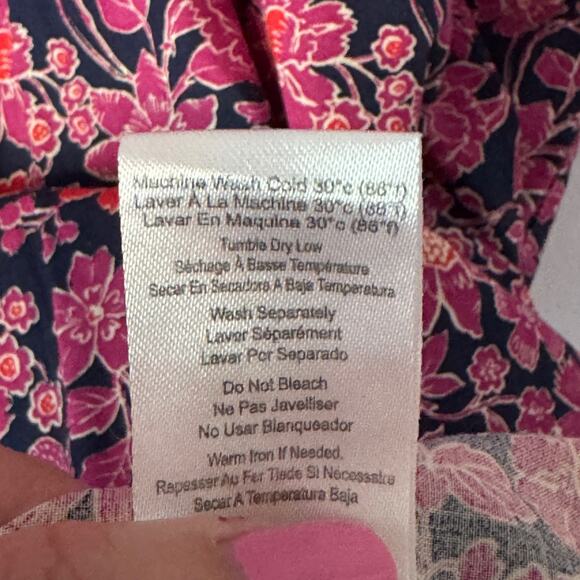 Machine Wash Cold 30°c (86°f)
Laver À La Machine 30°c (86°f)
Lavar En Maquina 30°c (86°f)
Tumble Dry Low
Séchage À Basse Température
Secar En Secadora A Baja Temperatura
Wash Separately
Laver Séparément
Lavar Por Separado
Do Not Bleach
Ne Pas Javelliser
No Usar Blanqueador
Warm Iron If Needed.
Repasser Au Fer Tiede Si Nécessaire
Secar A Temperatura Baja